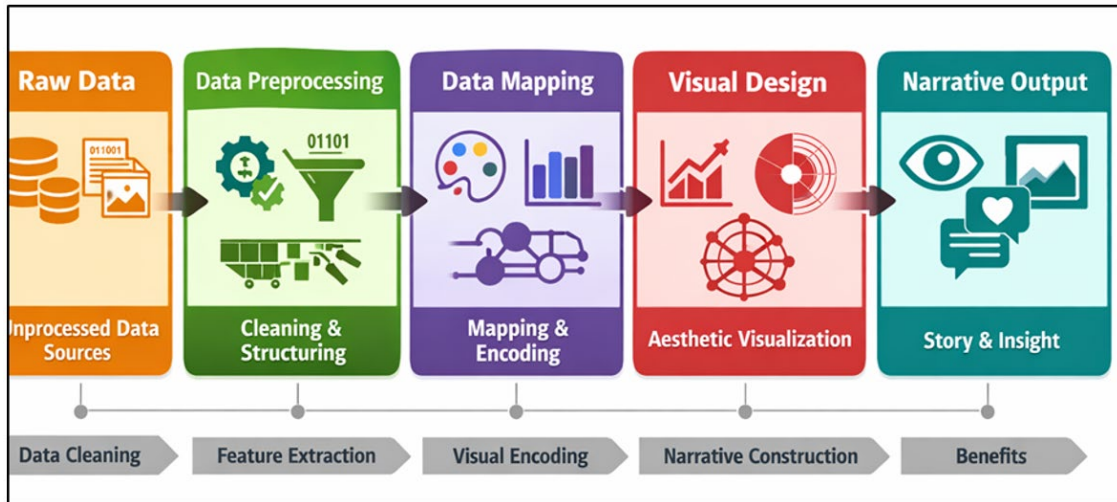 Raw Data
Data Preprocessing
Data Mapping
Visual Design
Narrative Output
011001
01101
Unprocessed Data
Sources
Cleaning &
Structuring
Mapping &
Encoding
Aesthetic Visualization
Story & Insight
Data Cleaning
Feature Extraction
Visual Encoding
Narrative Construction
Benefits